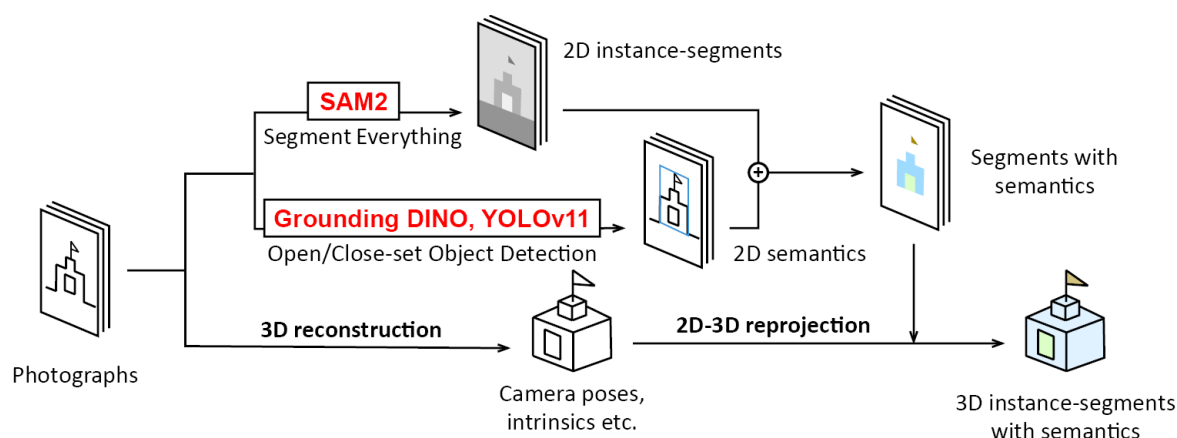 2D instance-segments
SAM2
Segment Everything
Segments with
semantics
Grounding DINO, YOLOv11
Open/Close-set Object Detection
2D semantics
3D reconstruction
2D-3D reprojection
Photographs
Camera poses,
intrinsics etc.
3D instance-segments
with semantics